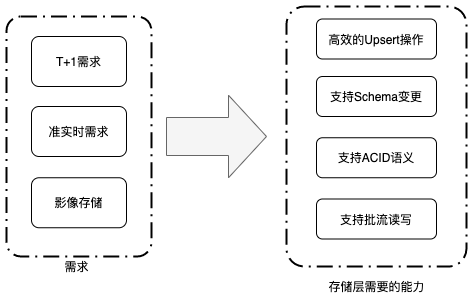 T+1需求
准实时需求
影像存储
需求
高效的Upsert操作
支持Schema变更
支持ACID语义
支持批流读写
存储层需要的能力